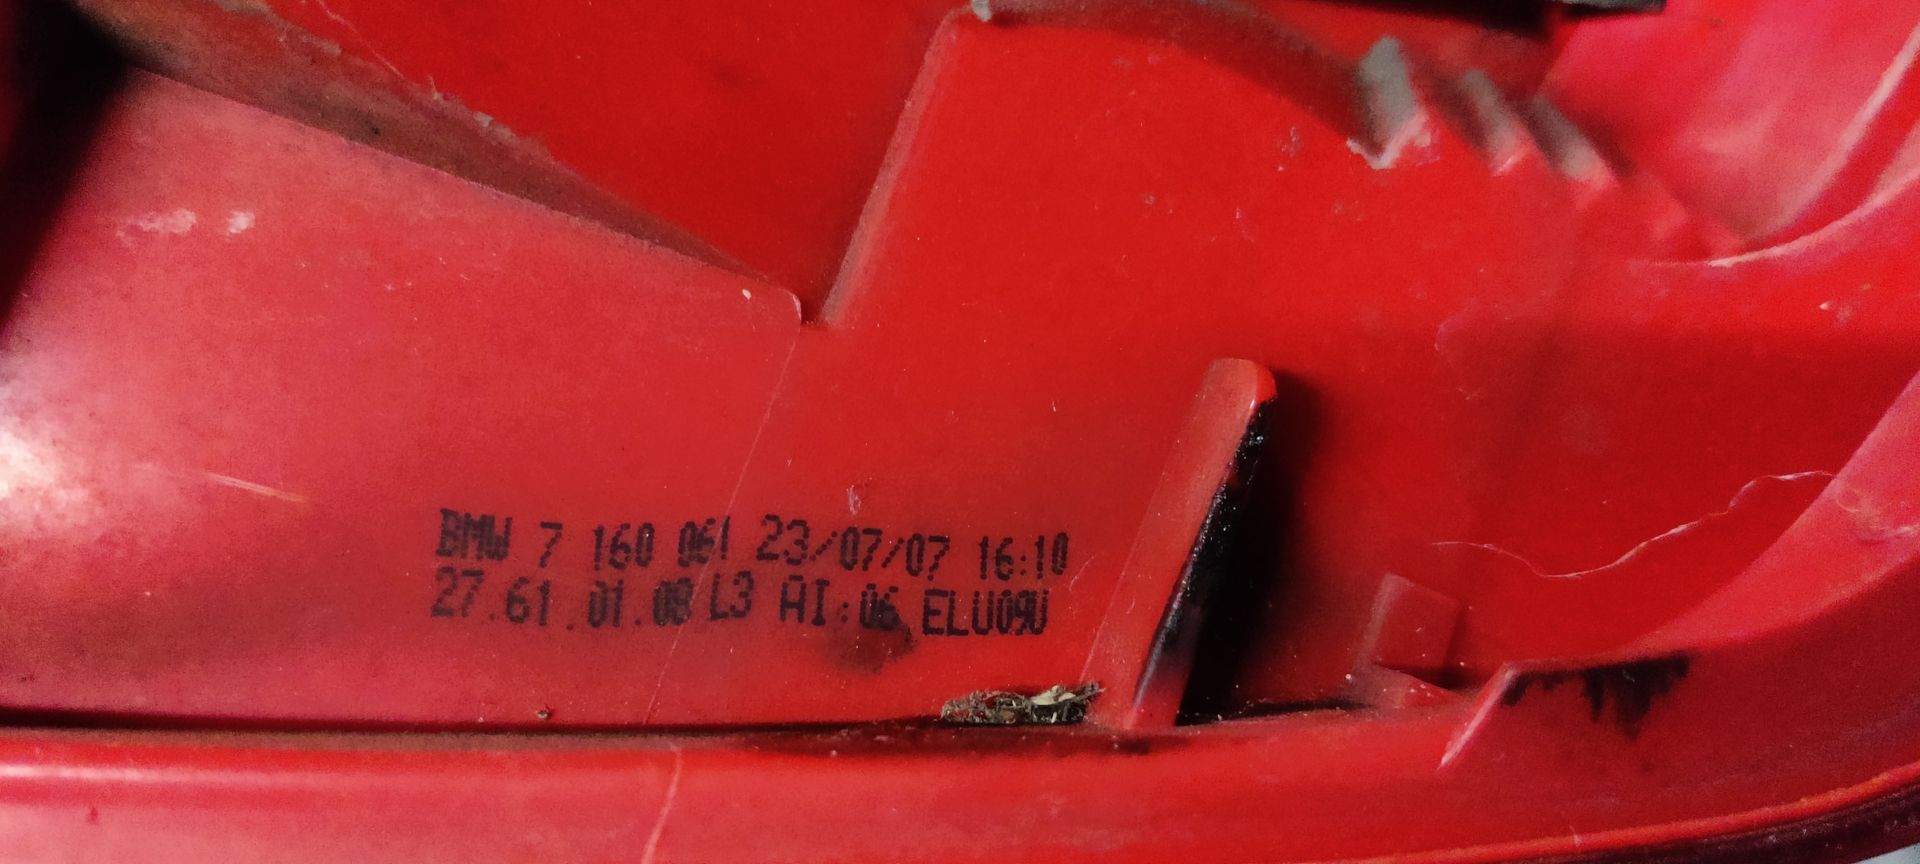 BMW 7 160 061 23/07/07 16:10
27.61.01.08 L3 AI:06 ELU09U